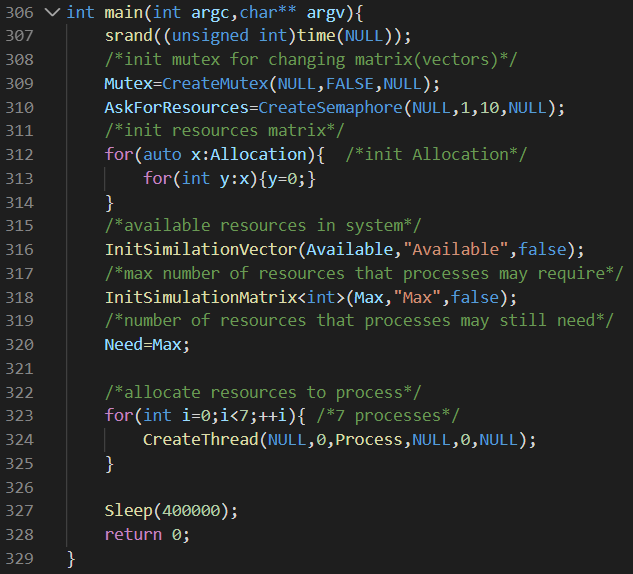 306 int main(int argc,char** argv){
307     srand((unsigned int)time(NULL));
308     /*init mutex for changing matrix(vectors)*/
309     Mutex=CreateMutex(NULL,FALSE,NULL);
310     AskForResources=CreateSemaphore(NULL,1,10,NULL);
311     /*init resources matrix*/
312     for(auto x:Allocation){  /*init Allocation*/
313         for(int y:x){y=0;}
314     }
315     /*available resources in system*/
316     InitSimilationVector(Available,"Available",false);
317     /*max number of resources that processes may require*/
318     InitSimulationMatrix<int>(Max,"Max",false);
319     /*number of resources that processes may still need*/
320     Need=Max;
321
322     /*allocate resources to process*/
323     for(int i=0;i<7;++i){ /*7 processes*/
324         CreateThread(NULL,0,Process,NULL,0,NULL);
325     }
326
327     Sleep(400000);
328     return 0;
329 }